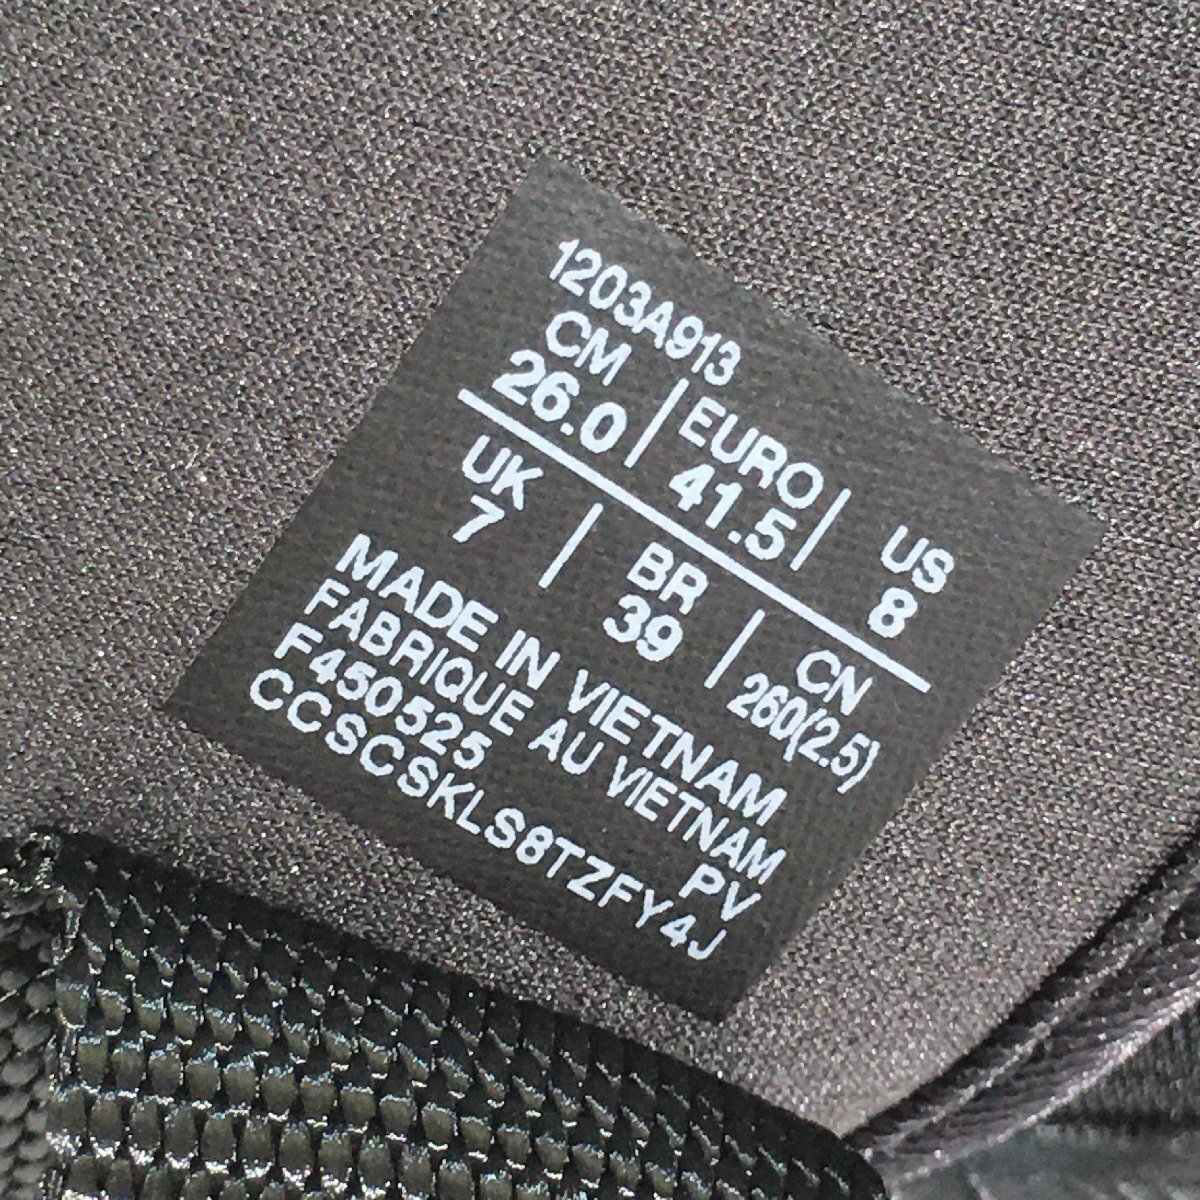 1203A913
CM EURO US
26.0 41.5 8
UK BR CN
7 39 260(2.5)
MADE IN VIETNAM
FABRIQUE AU VIETNAM
F450525 PV
CCSCSKLS8TZFY4J